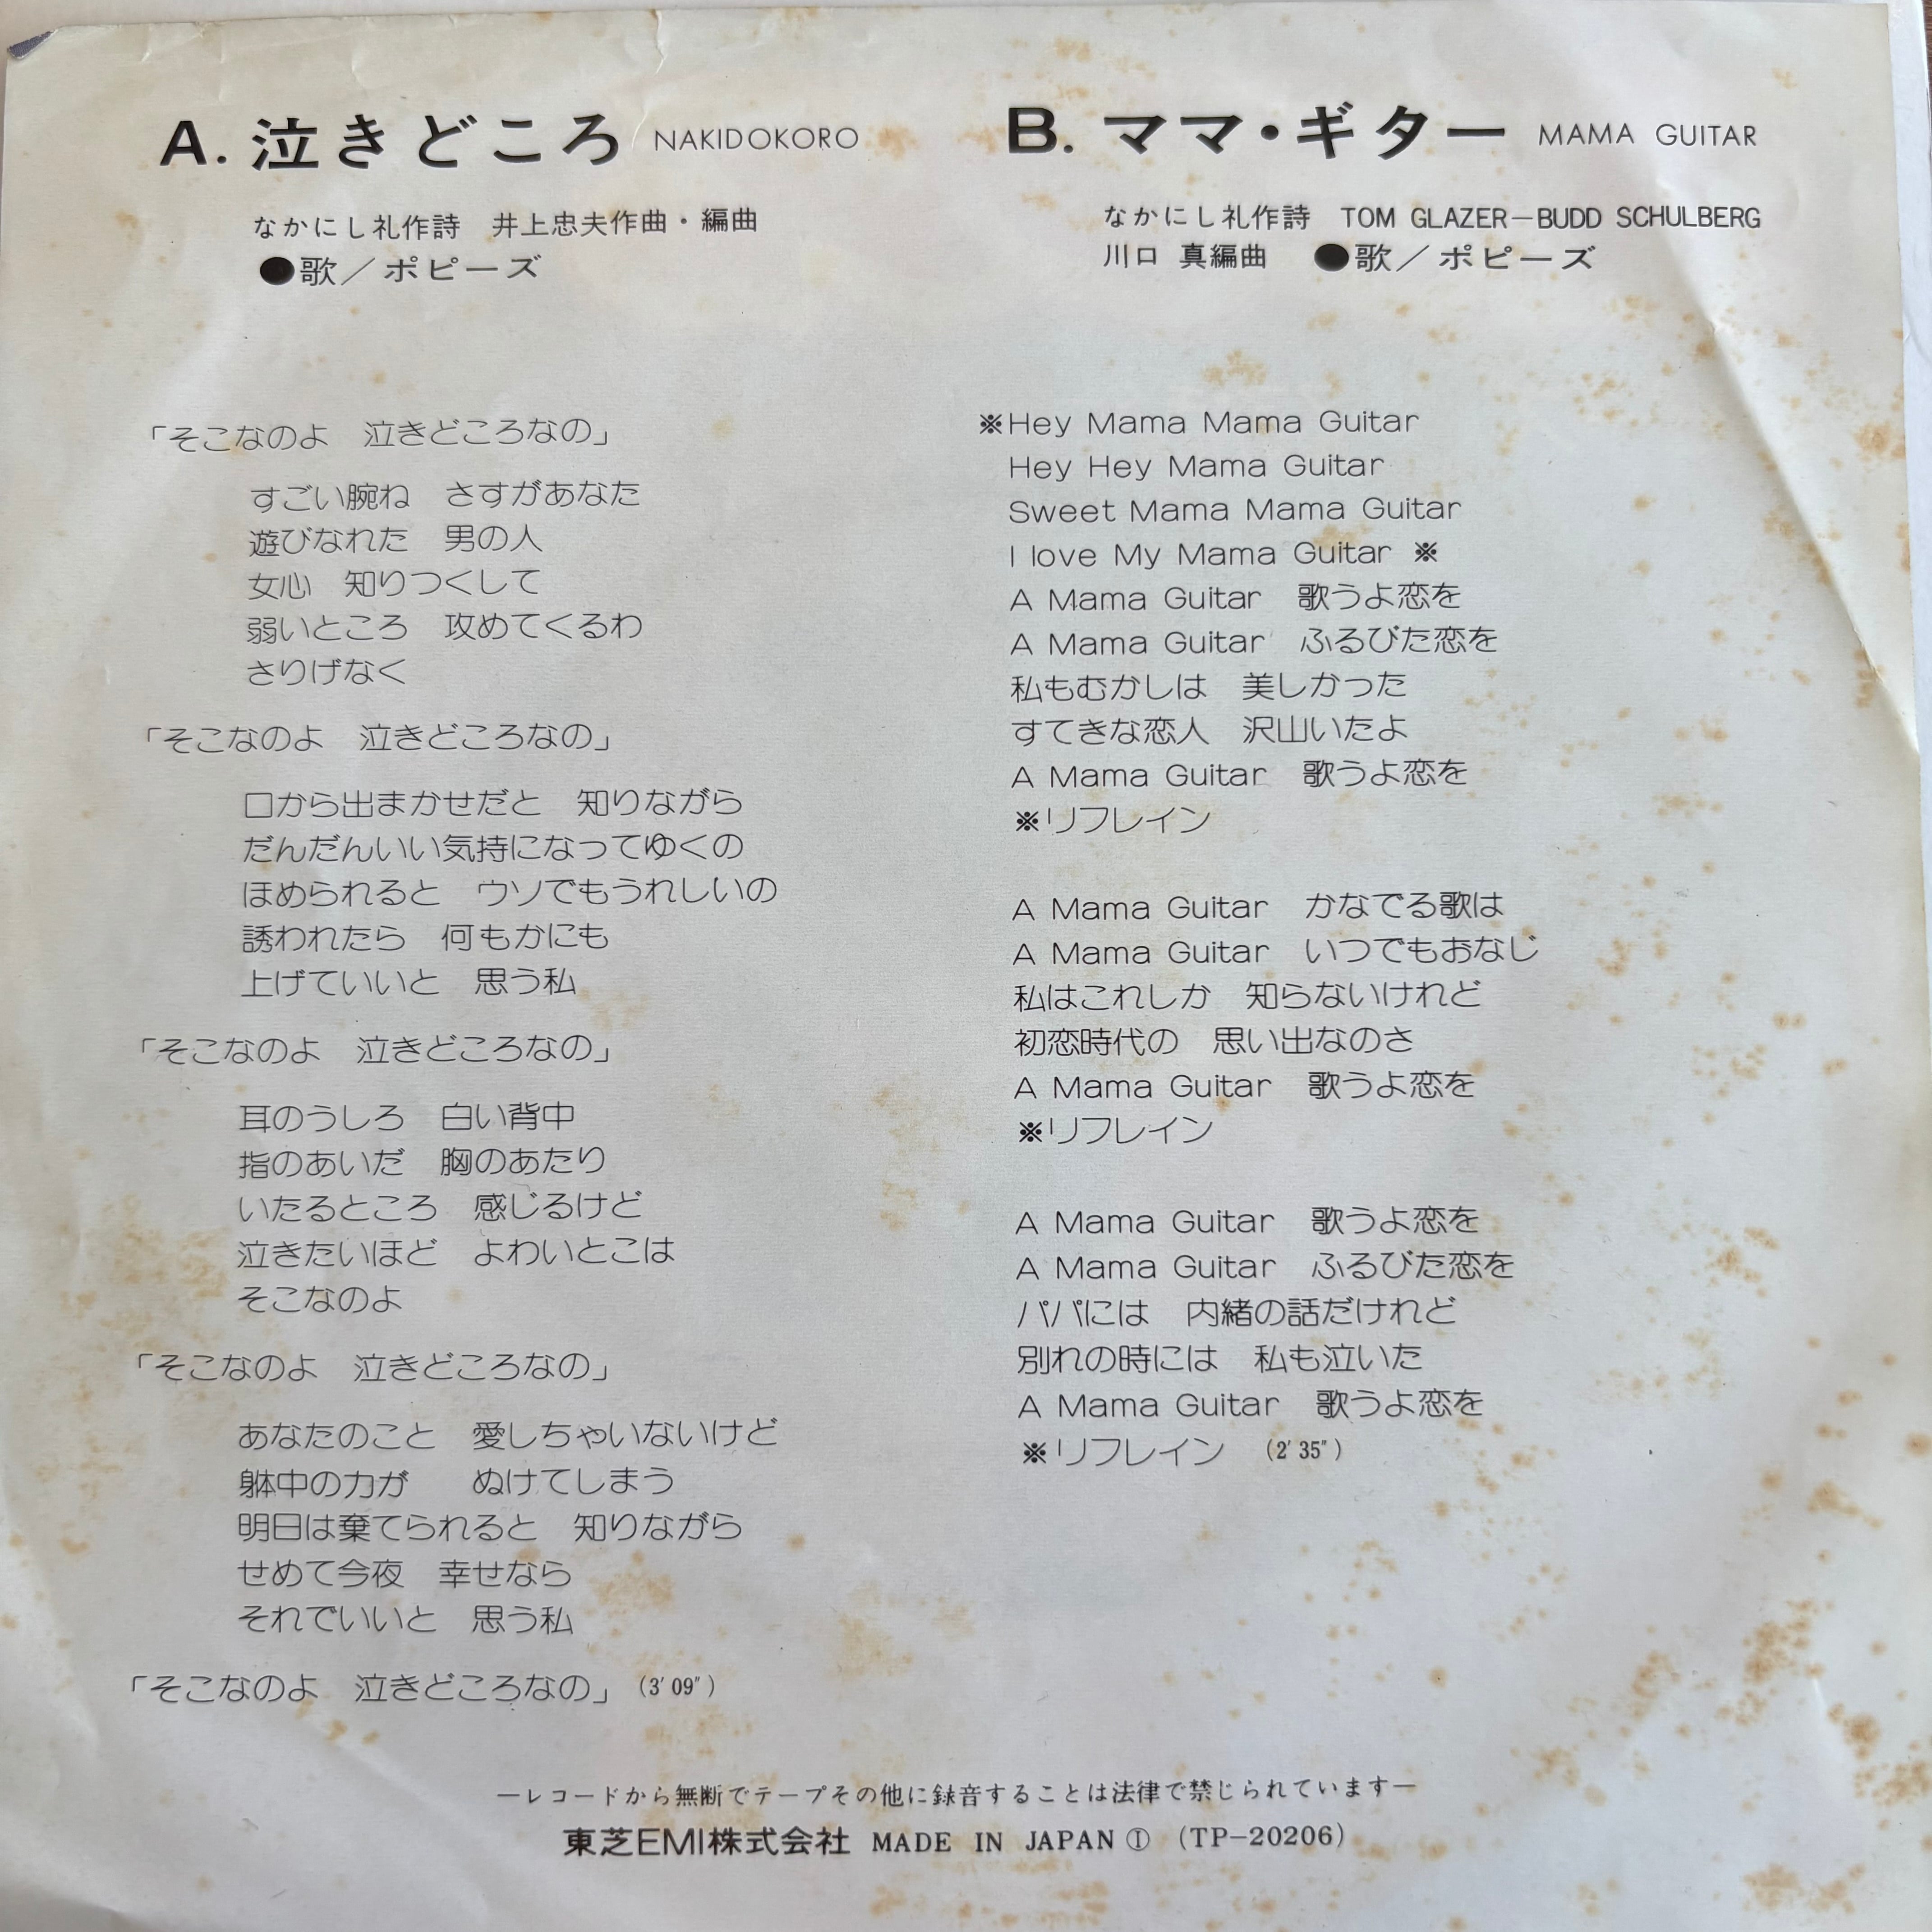 A. 泣きどころ NAKIDOKORO
なかにし礼作詩 井上忠夫作曲・編曲
●歌／ポピーズ
「そこなのよ 泣きどころなの」
すごい腕ね さすがあなた
遊びなれた 男の人
女心 知りつくして
弱いところ 攻めてくるわ
さりげなく
「そこなのよ 泣きどころなの」
口から出まかせだと 知りながら
だんだんいい気持になってゆくの
ほめられると ウソでもうれしいの
誘われたら 何もかにも
上げていいと 思う私
「そこなのよ 泣きどころなの」
耳のうしろ 白い背中
指のあいだ 胸のあたり
いたるところ 感じるけど
泣きたいほど よわいとこは
そこなのよ
「そこなのよ 泣きどころなの」
あなたのこと 愛しちゃいないけど
躰中の力が ぬけてしまう
明日は棄てられると 知りながら
せめて今夜 幸せなら
それでいいと 思う私
「そこなのよ 泣きどころなの」（3′09″）
B. ママ・ギター MAMA GUITAR
なかにし礼作詩 TOM GLAZER－BUDD SCHULBERG
川口 真編曲 ●歌／ポピーズ
※Hey Mama Mama Guitar
Hey Hey Mama Guitar
Sweet Mama Mama Guitar
I love My Mama Guitar ※
A Mama Guitar 歌うよ恋を
A Mama Guitar ふるびた恋を
私もむかしは 美しかった
すてきな恋人 沢山いたよ
A Mama Guitar 歌うよ恋を
※リフレイン
A Mama Guitar かなでる歌は
A Mama Guitar いつでもおなじ
私はこれしか 知らないけれど
初恋時代の 思い出なのさ
A Mama Guitar 歌うよ恋を
※リフレイン
A Mama Guitar 歌うよ恋を
A Mama Guitar ふるびた恋を
パパには 内緒の話だけれど
別れの時には 私も泣いた
A Mama Guitar 歌うよ恋を
※リフレイン （2′35″）
―レコードから無断でテープその他に録音することは法律で禁じられています―
東芝EMI株式会社 MADE IN JAPAN Ⓘ （TP-20206）